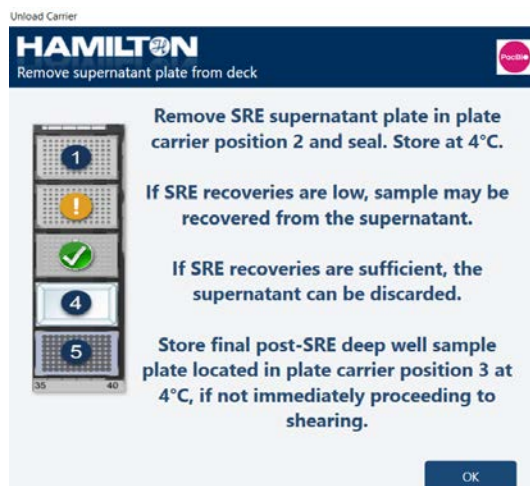 Unload Carrier
HAMILTON
PacBio
Remove supernatant plate from deck
Remove SRE supernatant plate in plate
carrier position 2 and seal. Store at 4°C.
1
!
If SRE recoveries are low, sample may be
recovered from the supernatant.
If SRE recoveries are sufficient, the
supernatant can be discarded.
4
5
Store final post-SRE deep well sample
plate located in plate carrier position 3 at
4°C, if not immediately proceeding to
shearing.
35 40
OK